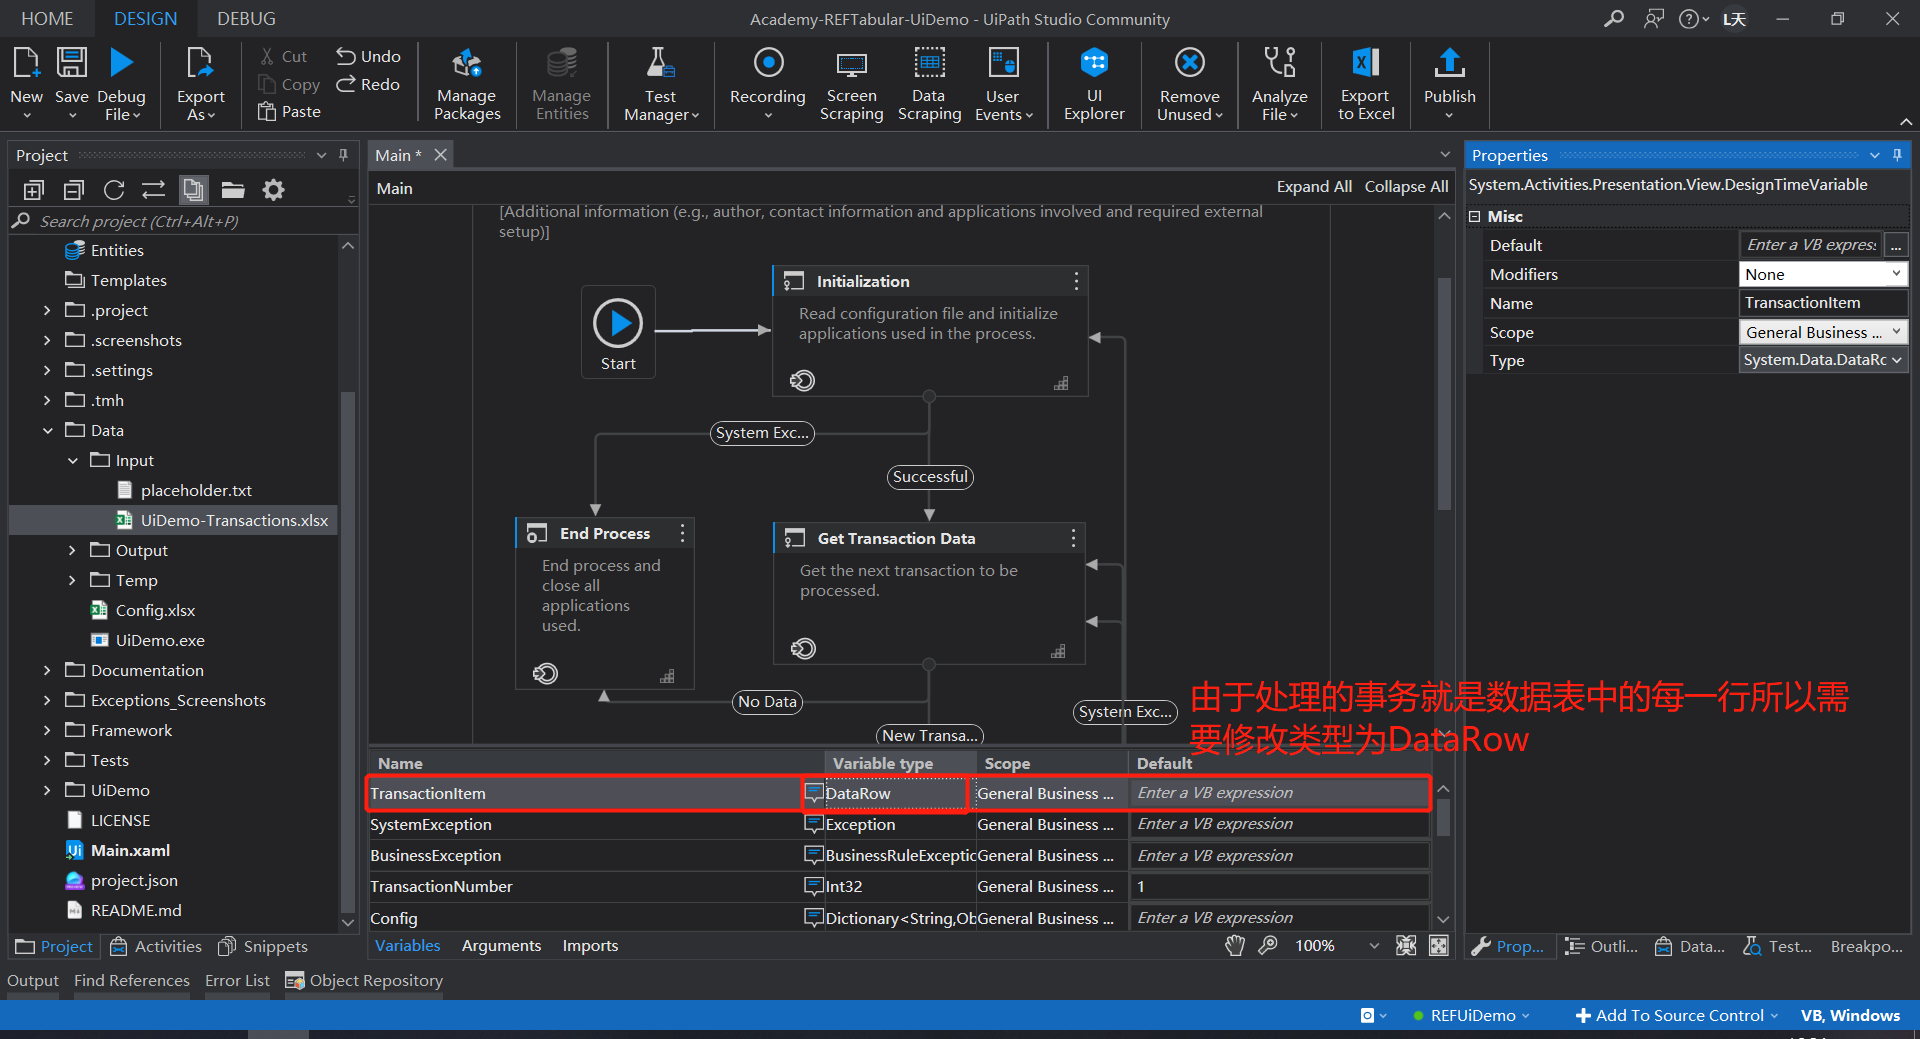 HOME DESIGN DEBUG
Academy-REFTabular-UiDemo - UiPath Studio Community
L天
New
Save
Debug File
Export As
Cut
Copy
Paste
Undo
Redo
Manage Packages
Manage Entities
Test Manager
Recording
Screen Scraping
Data Scraping
User Events
UI Explorer
Remove Unused
Analyze File
Export to Excel
Publish
Project
Search project (Ctrl+Alt+P)
Entities
Templates
.project
.screenshots
.settings
.tmh
Data
Input
placeholder.txt
UiDemo-Transactions.xlsx
Output
Temp
Config.xlsx
UiDemo.exe
Documentation
Exceptions_Screenshots
Framework
Tests
UiDemo
LICENSE
Main.xaml
project.json
README.md
Project Activities Snippets
Main *
Main
Expand All Collapse All
[Additional information (e.g., author, contact information and applications involved and required external
setup)]
Start
Initialization
Read configuration file and initialize
applications used in the process.
System Exc...
Successful
End Process
End process and
close all
applications
used.
Get Transaction Data
Get the next transaction to be
processed.
No Data
New Transa...
System Exc...
由于处理的事务就是数据表中的每一行所以需
要修改类型为DataRow
Name Variable type Scope Default
TransactionItem DataRow General Business ... Enter a VB expression
SystemException Exception General Business ... Enter a VB expression
BusinessException BusinessRuleExceptic General Business ... Enter a VB expression
TransactionNumber Int32 General Business ... 1
Config Dictionary<String,Ob General Business ... Enter a VB expression
Variables Arguments Imports
100%
Properties
System.Activities.Presentation.View.DesignTimeVariable
Misc
Default Enter a VB expres: ...
Modifiers None
Name TransactionItem
Scope General Business ...
Type System.Data.DataRc
Prop... Outli... Data... Test... Breakpo...
Output Find References Error List Object Repository
REFUiDemo
Add To Source Control
VB, Windows